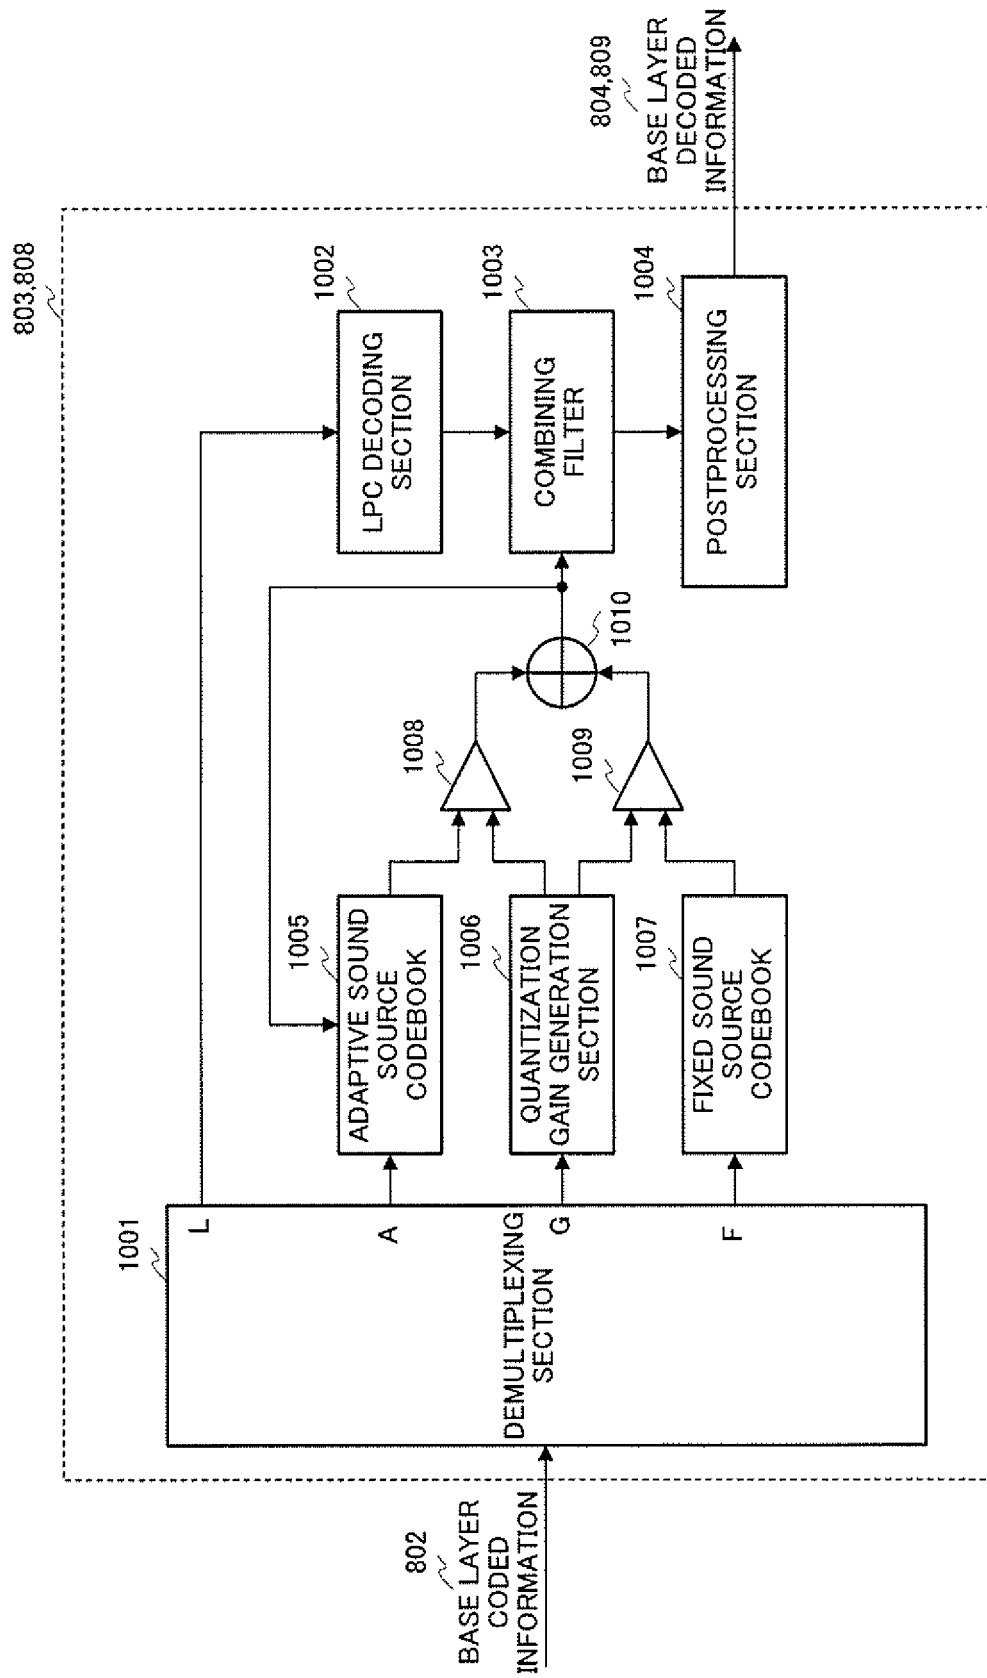 803,808
802
BASE LAYER
CODED
INFORMATION
1001
DEMULTIPLEXING
SECTION
L
A
G
F
1005
ADAPTIVE SOUND
SOURCE
CODEBOOK
1006
QUANTIZATION
GAIN GENERATION
SECTION
1007
FIXED SOUND
SOURCE
CODEBOOK
1008
1009
1010
1002
LPC DECODING
SECTION
1003
COMBINING
FILTER
1004
POSTPROCESSING
SECTION
804,809
BASE LAYER
DECODED
INFORMATION